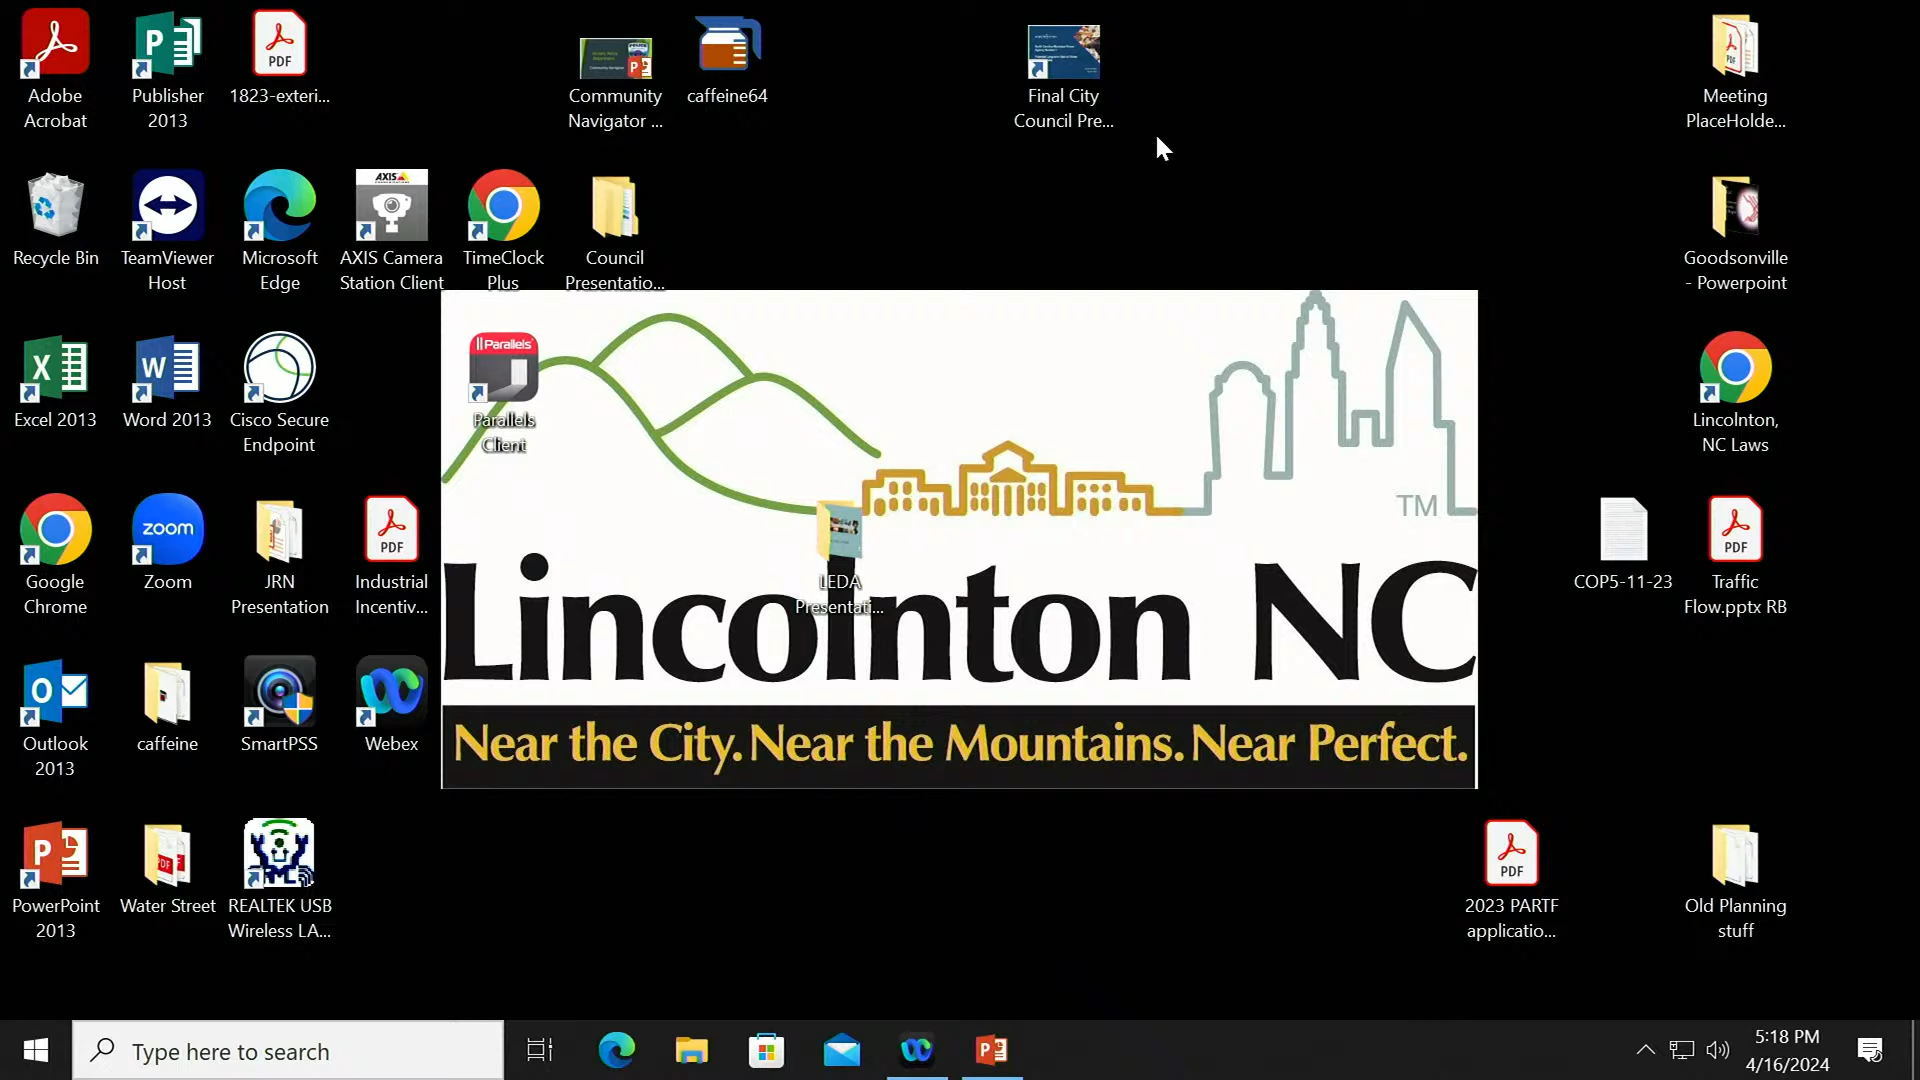 Adobe
Acrobat
Publisher
2013
PDF
1823-exteri...
Community
Navigator ...
caffeine64
Final City
Council Pre...
Meeting
PlaceHolde...
Recycle Bin
TeamViewer
Host
Microsoft
Edge
AXIS
AXIS Camera
Station Client
TimeClock
Plus
Council
Presentatio...
Goodsonville
- Powerpoint
Excel 2013
Word 2013
Cisco Secure
Endpoint
Parallels
Parallels
Client
Lincolnton,
NC Laws
TM
Google
Chrome
zoom
Zoom
JRN
Presentation
PDF
Industrial
Incentiv...
LEDA
Presentati...
COP5-11-23
PDF
Traffic
Flow.pptx RB
Lincolnton NC
Near the City. Near the Mountains. Near Perfect.
Outlook
2013
caffeine
SmartPSS
Webex
PowerPoint
2013
Water Street
REALTEK USB
Wireless LA...
PDF
2023 PARTF
applicatio...
Old Planning
stuff
Type here to search
5:18 PM
4/16/2024